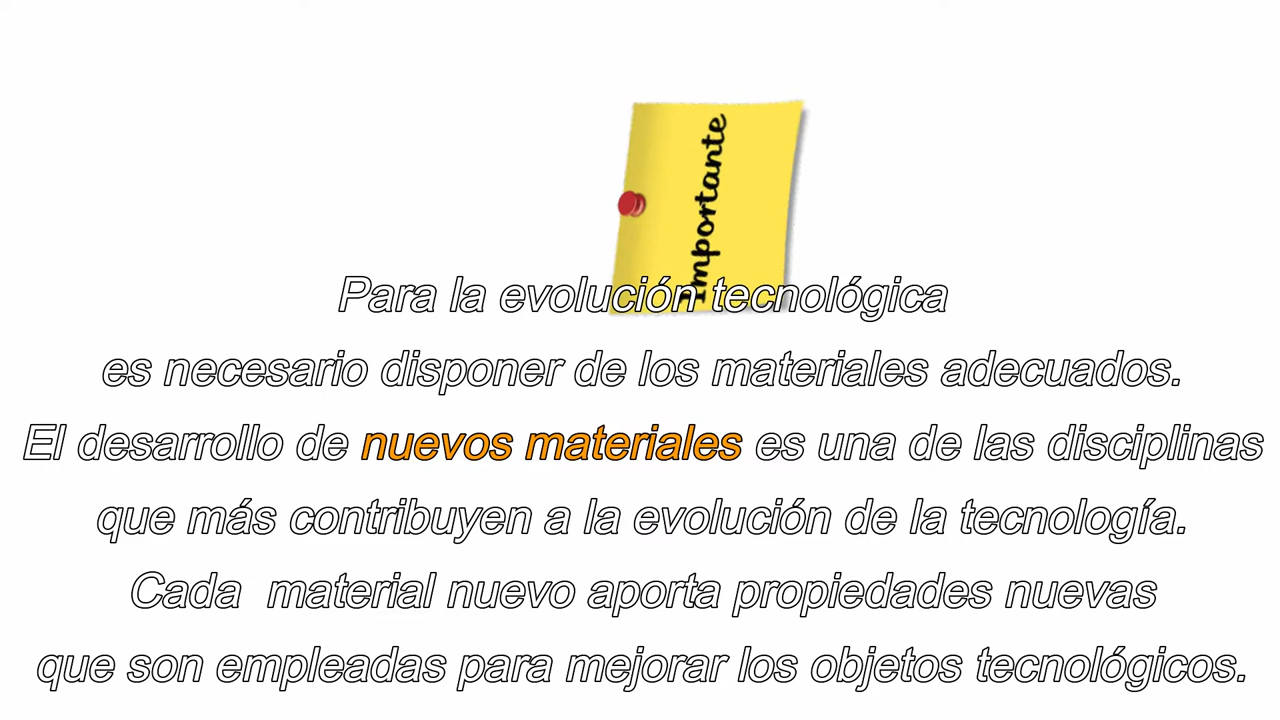 Importante
Para la evolución tecnológica
es necesario disponer de los materiales adecuados.
El desarrollo de nuevos materiales es una de las disciplinas
que más contribuyen a la evolución de la tecnología.
Cada  material nuevo aporta propiedades nuevas
que son empleadas para mejorar los objetos tecnológicos.